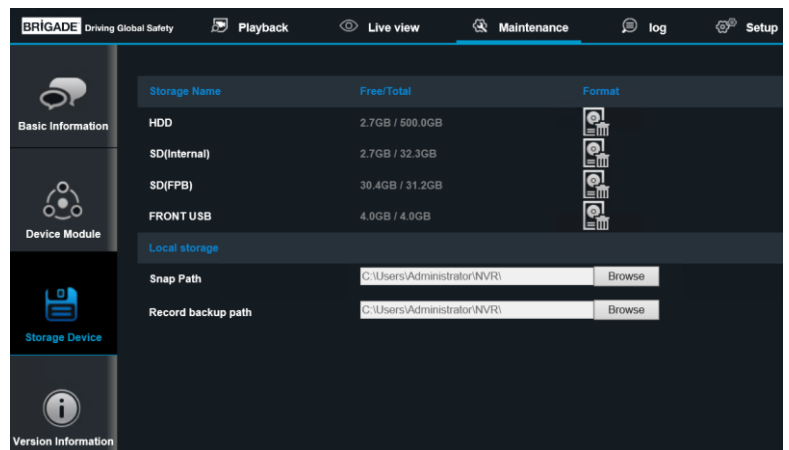 BRİGADE Driving Global Safety Playback Live view Maintenance log Setup
Basic Information
Device Module
Storage Device
Version Information
Storage Name Free/Total Format
HDD 2.7GB / 500.0GB
SD(Internal) 2.7GB / 32.3GB
SD(FPB) 30.4GB / 31.2GB
FRONT USB 4.0GB / 4.0GB
Local storage
Snap Path C:\Users\Administrator\NVR\ Browse
Record backup path C:\Users\Administrator\NVR\ Browse